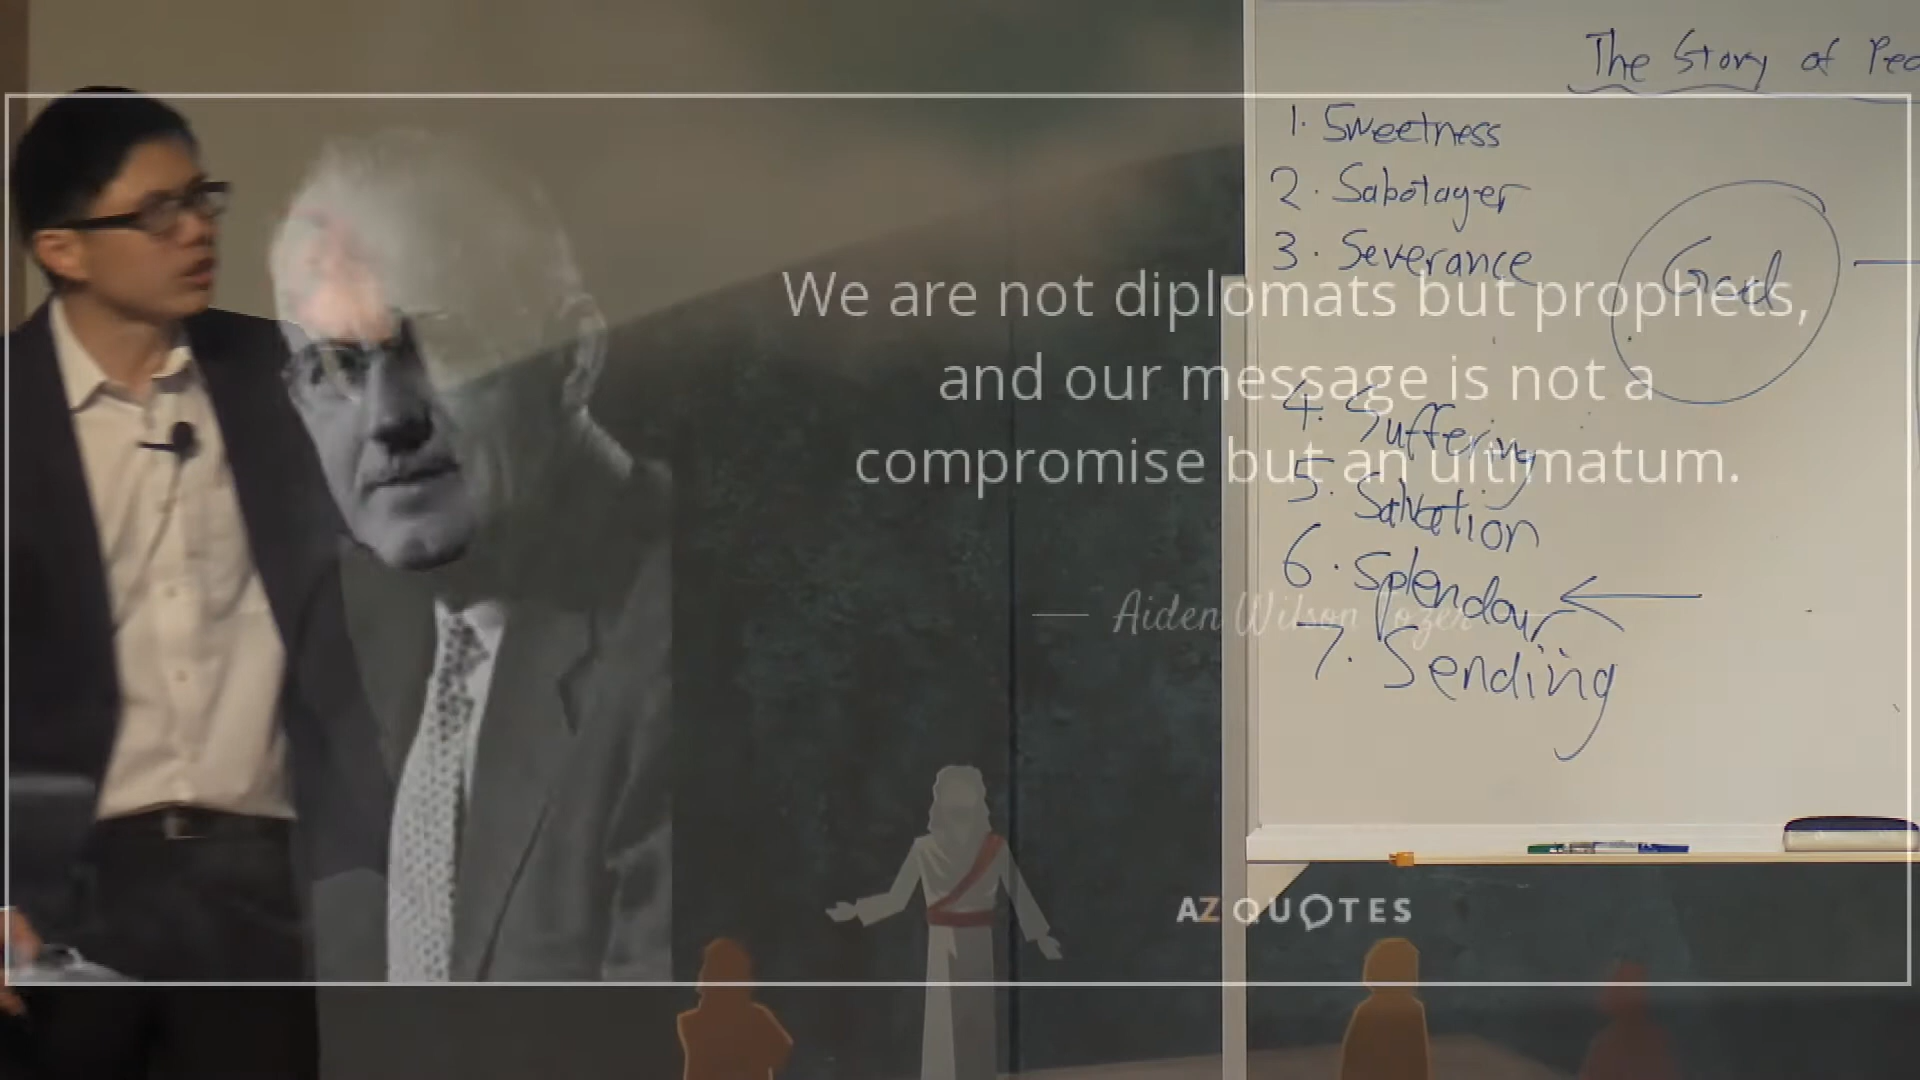 The Story of
1. Sweetness
2. Sabotager
3. Severance
God
4. Suffering
5. Salvation
6. Splendour
7. Sendiing
We are not diplomats but prophets,
and our message is not a
compromise but an ultimatum.
Aiden Wilson Tozer
AZ QUOTES